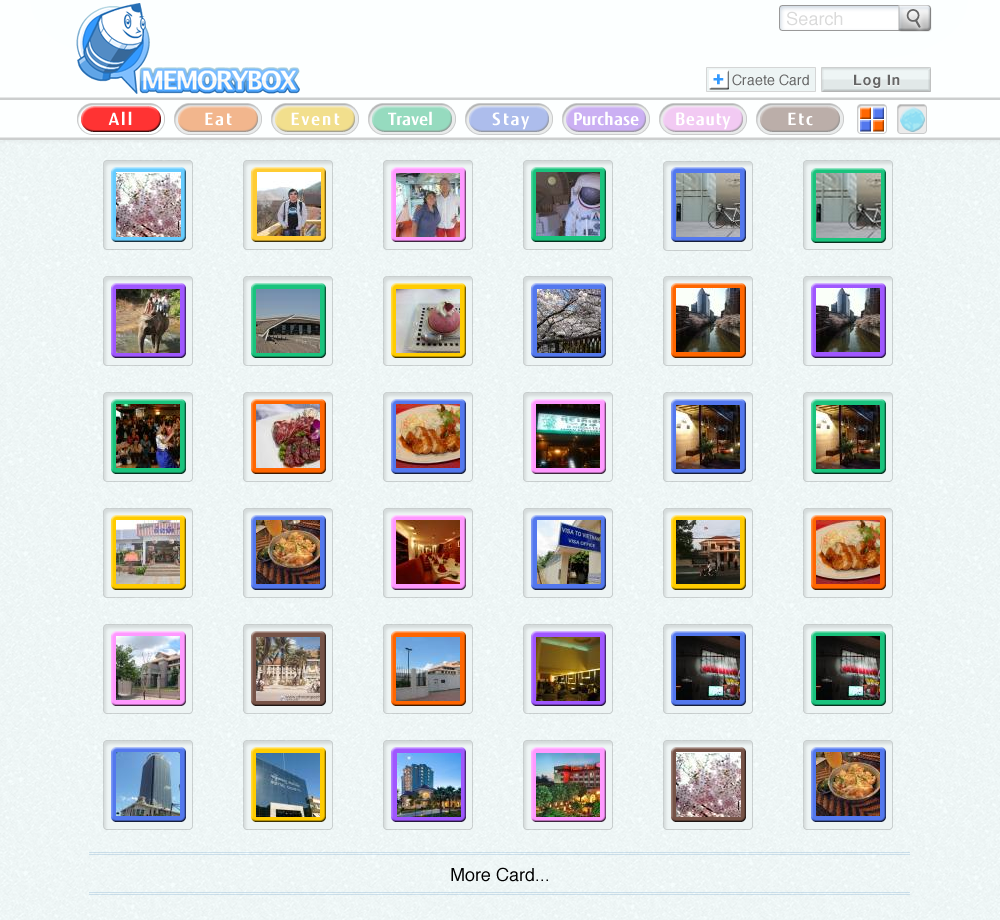 Search
MEMORYBOX
Craete Card
Log In
All
Eat
Event
Travel
Stay
Purchase
Beauty
Etc
VISA TO VIETNAM
VISA OFFICE
More Card...